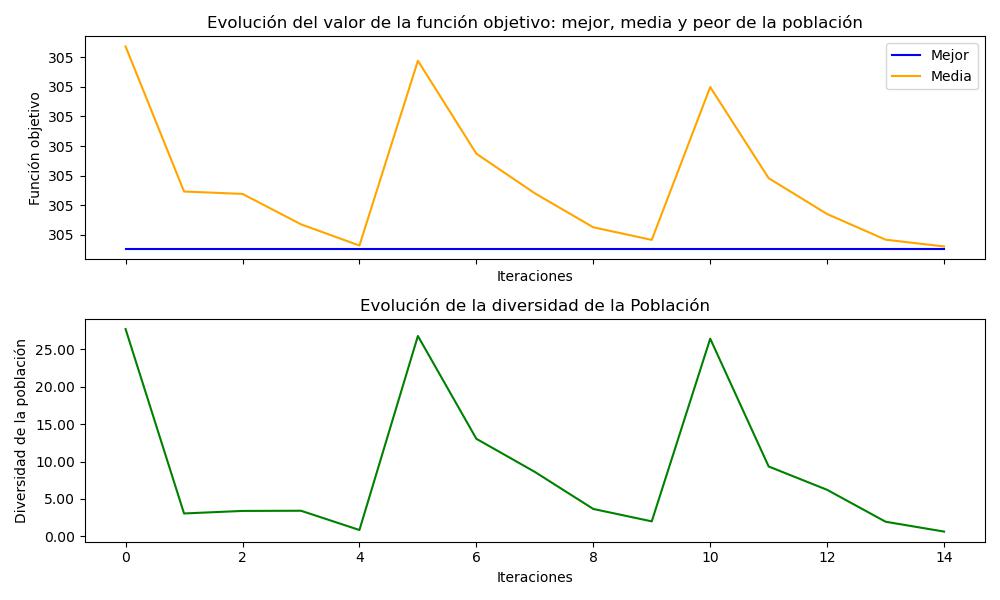 Evolución del valor de la función objetivo: mejor, media y peor de la población
Función objetivo
305
305
305
305
305
305
305
Mejor
Media
Iteraciones
Evolución de la diversidad de la Población
Diversidad de la población
25.00
20.00
15.00
10.00
5.00
0.00
0 2 4 6 8 10 12 14
Iteraciones